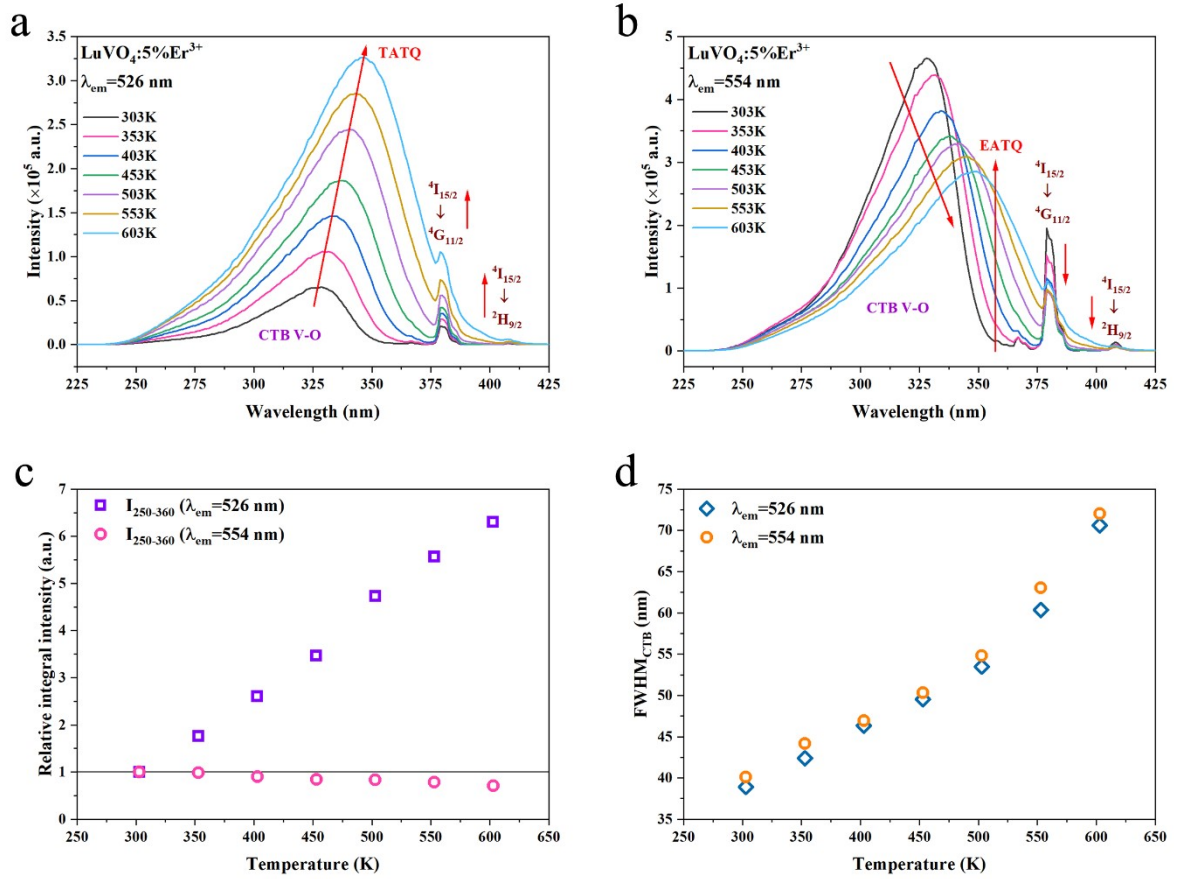 a
LuVO₄:5%Er³⁺
λem=526 nm
303K
353K
403K
453K
503K
553K
603K
TATQ
⁴I₁₅/₂
↓
⁴G₁₁/₂
⁴I₁₅/₂
↓
²H₉/₂
CTB V-O
Intensity (×10⁵ a.u.)
3.5
3.0
2.5
2.0
1.5
1.0
0.5
0.0
225 250 275 300 325 350 375 400 425
Wavelength (nm)
b
LuVO₄:5%Er³⁺
λem=554 nm
303K
353K
403K
453K
503K
553K
603K
EATQ
⁴I₁₅/₂
↓
⁴G₁₁/₂
⁴I₁₅/₂
↓
²H₉/₂
CTB V-O
Intensity (×10⁵ a.u.)
5
4
3
2
1
0
225 250 275 300 325 350 375 400 425
Wavelength (nm)
c
I₂₅₀₋₃₆₀ (λem=526 nm)
I₂₅₀₋₃₆₀ (λem=554 nm)
Relative integral intensity (a.u.)
7
6
5
4
3
2
1
0
250 300 350 400 450 500 550 600 650
Temperature (K)
d
λem=526 nm
λem=554 nm
FWHMCTB (nm)
75
70
65
60
55
50
45
40
35
250 300 350 400 450 500 550 600 650
Temperature (K)